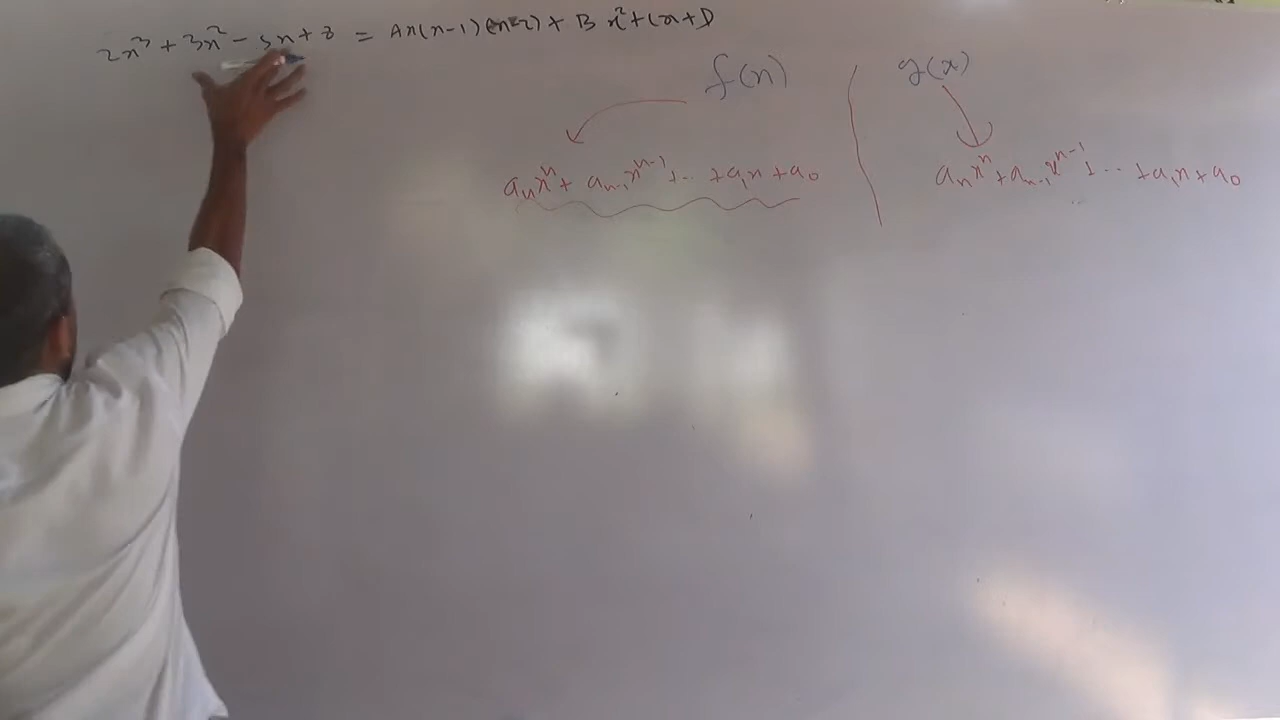 2x³ + 3x² - 5x + 8 = Ax(x-1)(x-2) + Bx² + Cx + D
f(x) g(x)
aₙxⁿ + aₙ₋₁xⁿ⁻¹ + .. + a₁x + a₀ aₙxⁿ + aₙ₋₁xⁿ⁻¹ + ... + a₁x + a₀